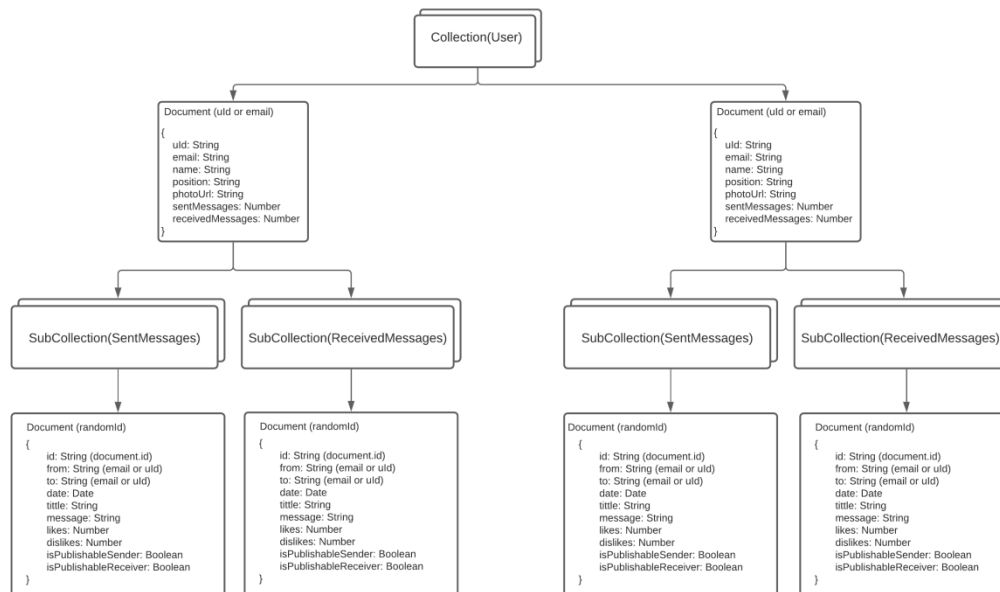 Collection(User)
Document (uId or email)
{
uId: String
email: String
name: String
position: String
photoUrl: String
sentMessages: Number
receivedMessages: Number
}
Document (uId or email)
{
uId: String
email: String
name: String
position: String
photoUrl: String
sentMessages: Number
receivedMessages: Number
}
SubCollection(SentMessages)
SubCollection(ReceivedMessages)
SubCollection(SentMessages)
SubCollection(ReceivedMessages)
Document (randomId)
{
id: String (document.id)
from: String (email or uId)
to: String (email or uId)
date: Date
tittle: String
message: String
likes: Number
dislikes: Number
isPublishableSender: Boolean
isPublishableReceiver: Boolean
}
Document (randomId)
{
id: String (document.id)
from: String (email or uId)
to: String (email or uId)
date: Date
tittle: String
message: String
likes: Number
dislikes: Number
isPublishableSender: Boolean
isPublishableReceiver: Boolean
}
Document (randomId)
{
id: String (document.id)
from: String (email or uId)
to: String (email or uId)
date: Date
tittle: String
message: String
likes: Number
dislikes: Number
isPublishableSender: Boolean
isPublishableReceiver: Boolean
}
Document (randomId)
{
id: String (document.id)
from: String (email or uId)
to: String (email or uId)
date: Date
tittle: String
message: String
likes: Number
dislikes: Number
isPublishableSender: Boolean
isPublishableReceiver: Boolean
}